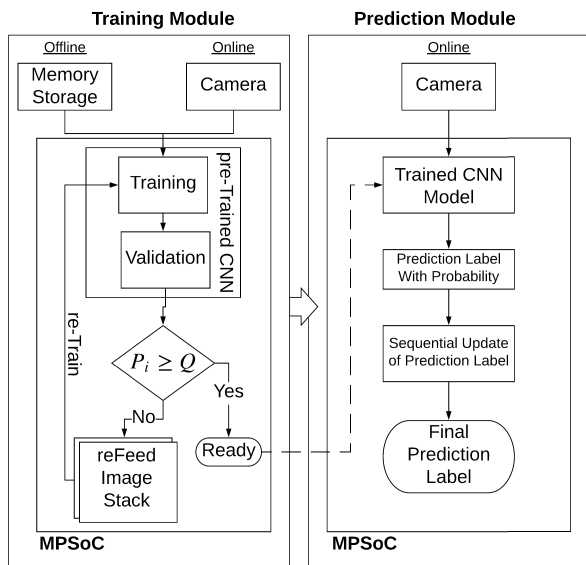 Training Module
Offline
Online
Memory
Storage
Camera
pre-Trained CNN
Training
Validation
re-Train
Pᵢ ≥ Q
Yes
No
reFeed
Image
Stack
Ready
MPSoC
Prediction Module
Online
Camera
Trained CNN
Model
Prediction Label
With Probability
Sequential Update
of Prediction Label
Final
Prediction
Label
MPSoC